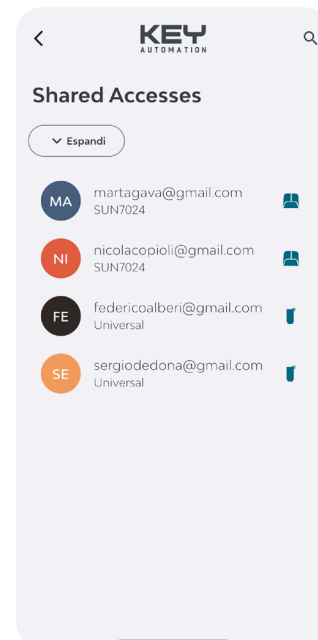 KEY
AUTOMATION
Shared Accesses
Espandi
MA
martagava@gmail.com
SUN7024
NI
nicolacopioli@gmail.com
SUN7024
FE
federicoalberi@gmail.com
Universal
SE
sergiodedona@gmail.com
Universal